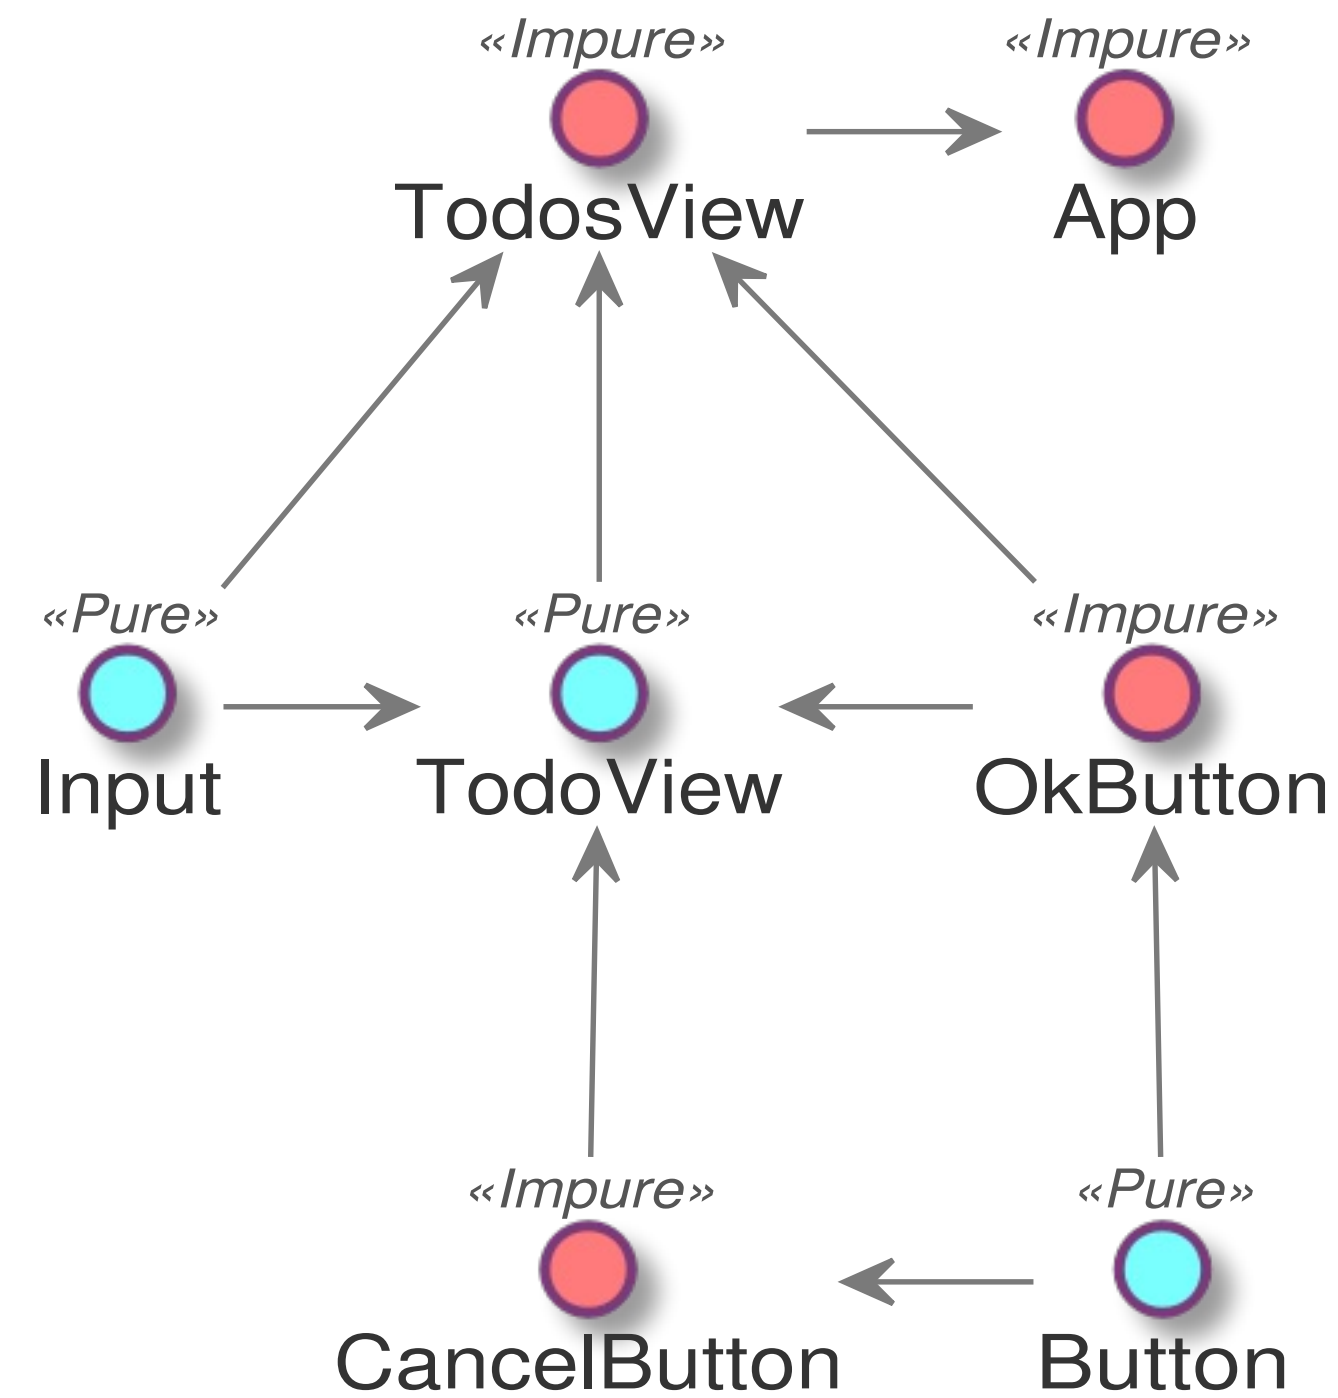 «Impure» «Impure»
TodosView App
«Pure» «Pure» «Impure»
Input TodoView OkButton
«Impure» «Pure»
CancelButton Button